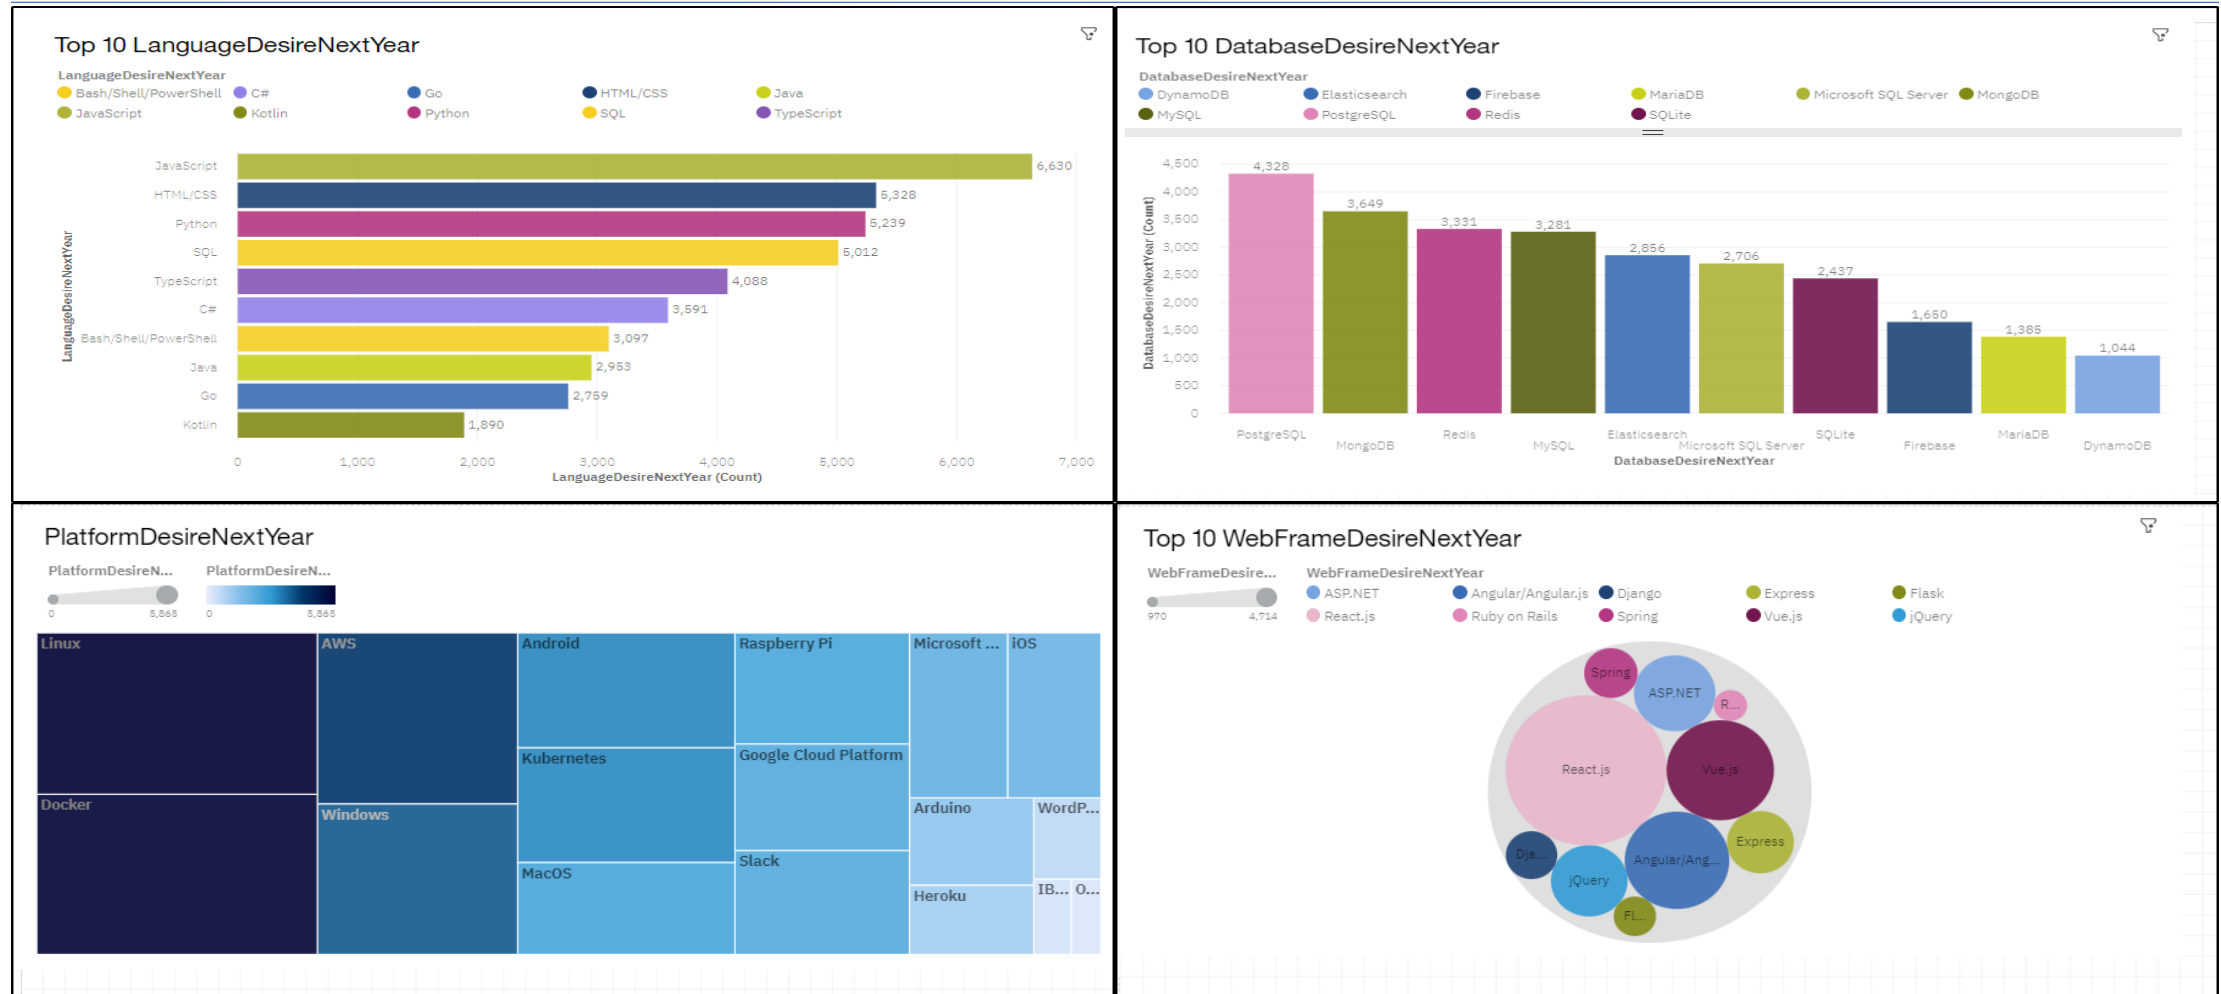 Top 10 LanguageDesireNextYear
LanguageDesireNextYear
Bash/Shell/PowerShell C# Go HTML/CSS Java
JavaScript Kotlin Python SQL TypeScript
LanguageDesireNextYear
JavaScript 6,630
HTML/CSS 5,328
Python 5,239
SQL 5,012
TypeScript 4,088
C# 3,591
Bash/Shell/PowerShell 3,097
Java 2,953
Go 2,759
Kotlin 1,890
0 1,000 2,000 3,000 4,000 5,000 6,000 7,000
LanguageDesireNextYear (Count)
Top 10 DatabaseDesireNextYear
DatabaseDesireNextYear
DynamoDB Elasticsearch Firebase MariaDB Microsoft SQL Server MongoDB
MySQL PostgreSQL Redis SQLite
DatabaseDesireNextYear (Count)
4,500
4,000
3,500
3,000
2,500
2,000
1,500
1,000
500
0
4,328 3,649 3,331 3,281 2,856 2,706 2,437 1,650 1,385 1,044
PostgreSQL MongoDB Redis MySQL Elasticsearch Microsoft SQL Server SQLite Firebase MariaDB DynamoDB
DatabaseDesireNextYear
PlatformDesireNextYear
PlatformDesireN... PlatformDesireN...
0 5,865 0 5,865
Linux AWS Android Raspberry Pi Microsoft ... iOS
Kubernetes Google Cloud Platform
Docker Windows Arduino WordP...
MacOS Slack Heroku IB... O...
Top 10 WebFrameDesireNextYear
WebFrameDesire... WebFrameDesireNextYear
970 4,714
ASP.NET Angular/Angular.js Django Express Flask
React.js Ruby on Rails Spring Vue.js jQuery
Spring ASP.NET R...
React.js Vue.js
Dja... jQuery Angular/Ang... Express
Fl...